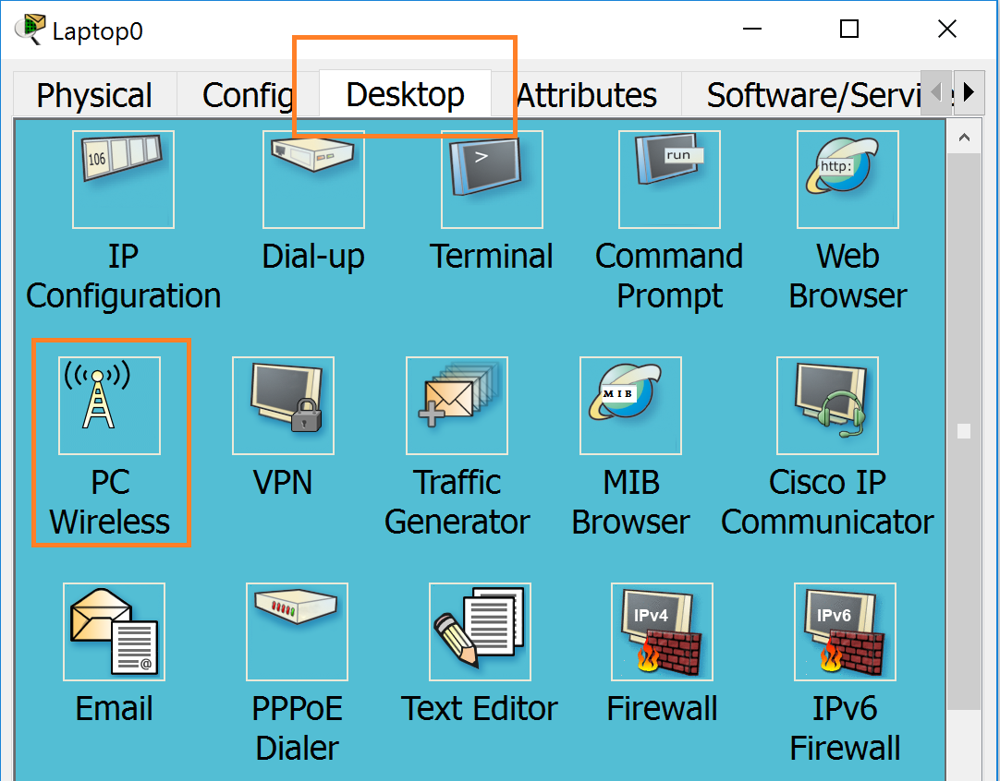 Laptop0
Physical Config Desktop Attributes Software/Servi
106
>
run
http:
IP Configuration
Dial-up
Terminal
Command Prompt
Web Browser
MIB
PC Wireless
VPN
Traffic Generator
MIB Browser
Cisco IP Communicator
@
IPv4
IPv6
Email
PPPoE Dialer
Text Editor
Firewall
IPv6 Firewall